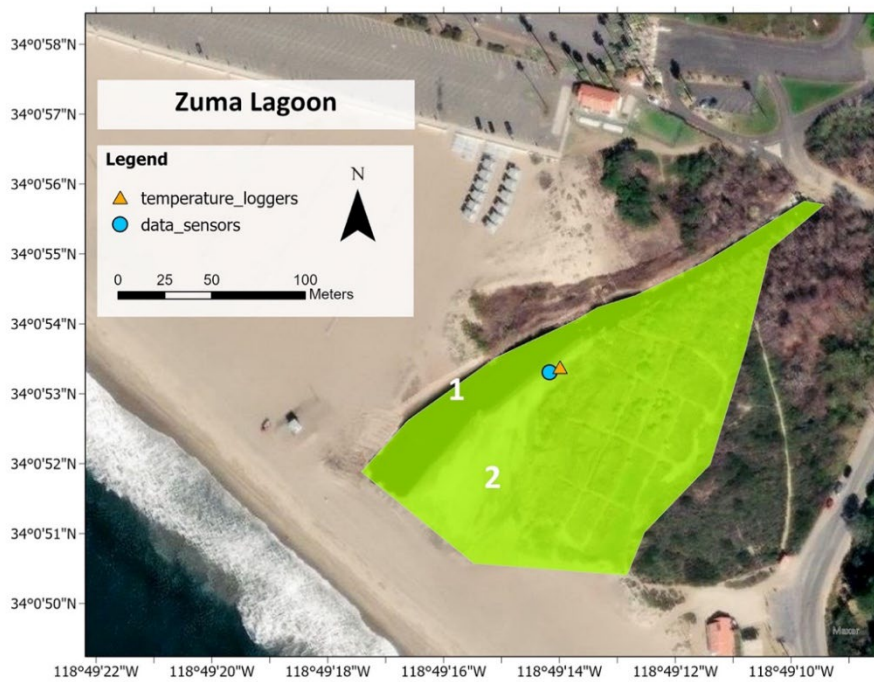 34°0'58"N
34°0'57"N
34°0'56"N
34°0'55"N
34°0'54"N
34°0'53"N
34°0'52"N
34°0'51"N
34°0'50"N
Zuma Lagoon
Legend
N
temperature_loggers
data_sensors
0 25 50 100
Meters
1
2
Maxar
118°49'22"W 118°49'20"W 118°49'18"W 118°49'16"W 118°49'14"W 118°49'12"W 118°49'10"W